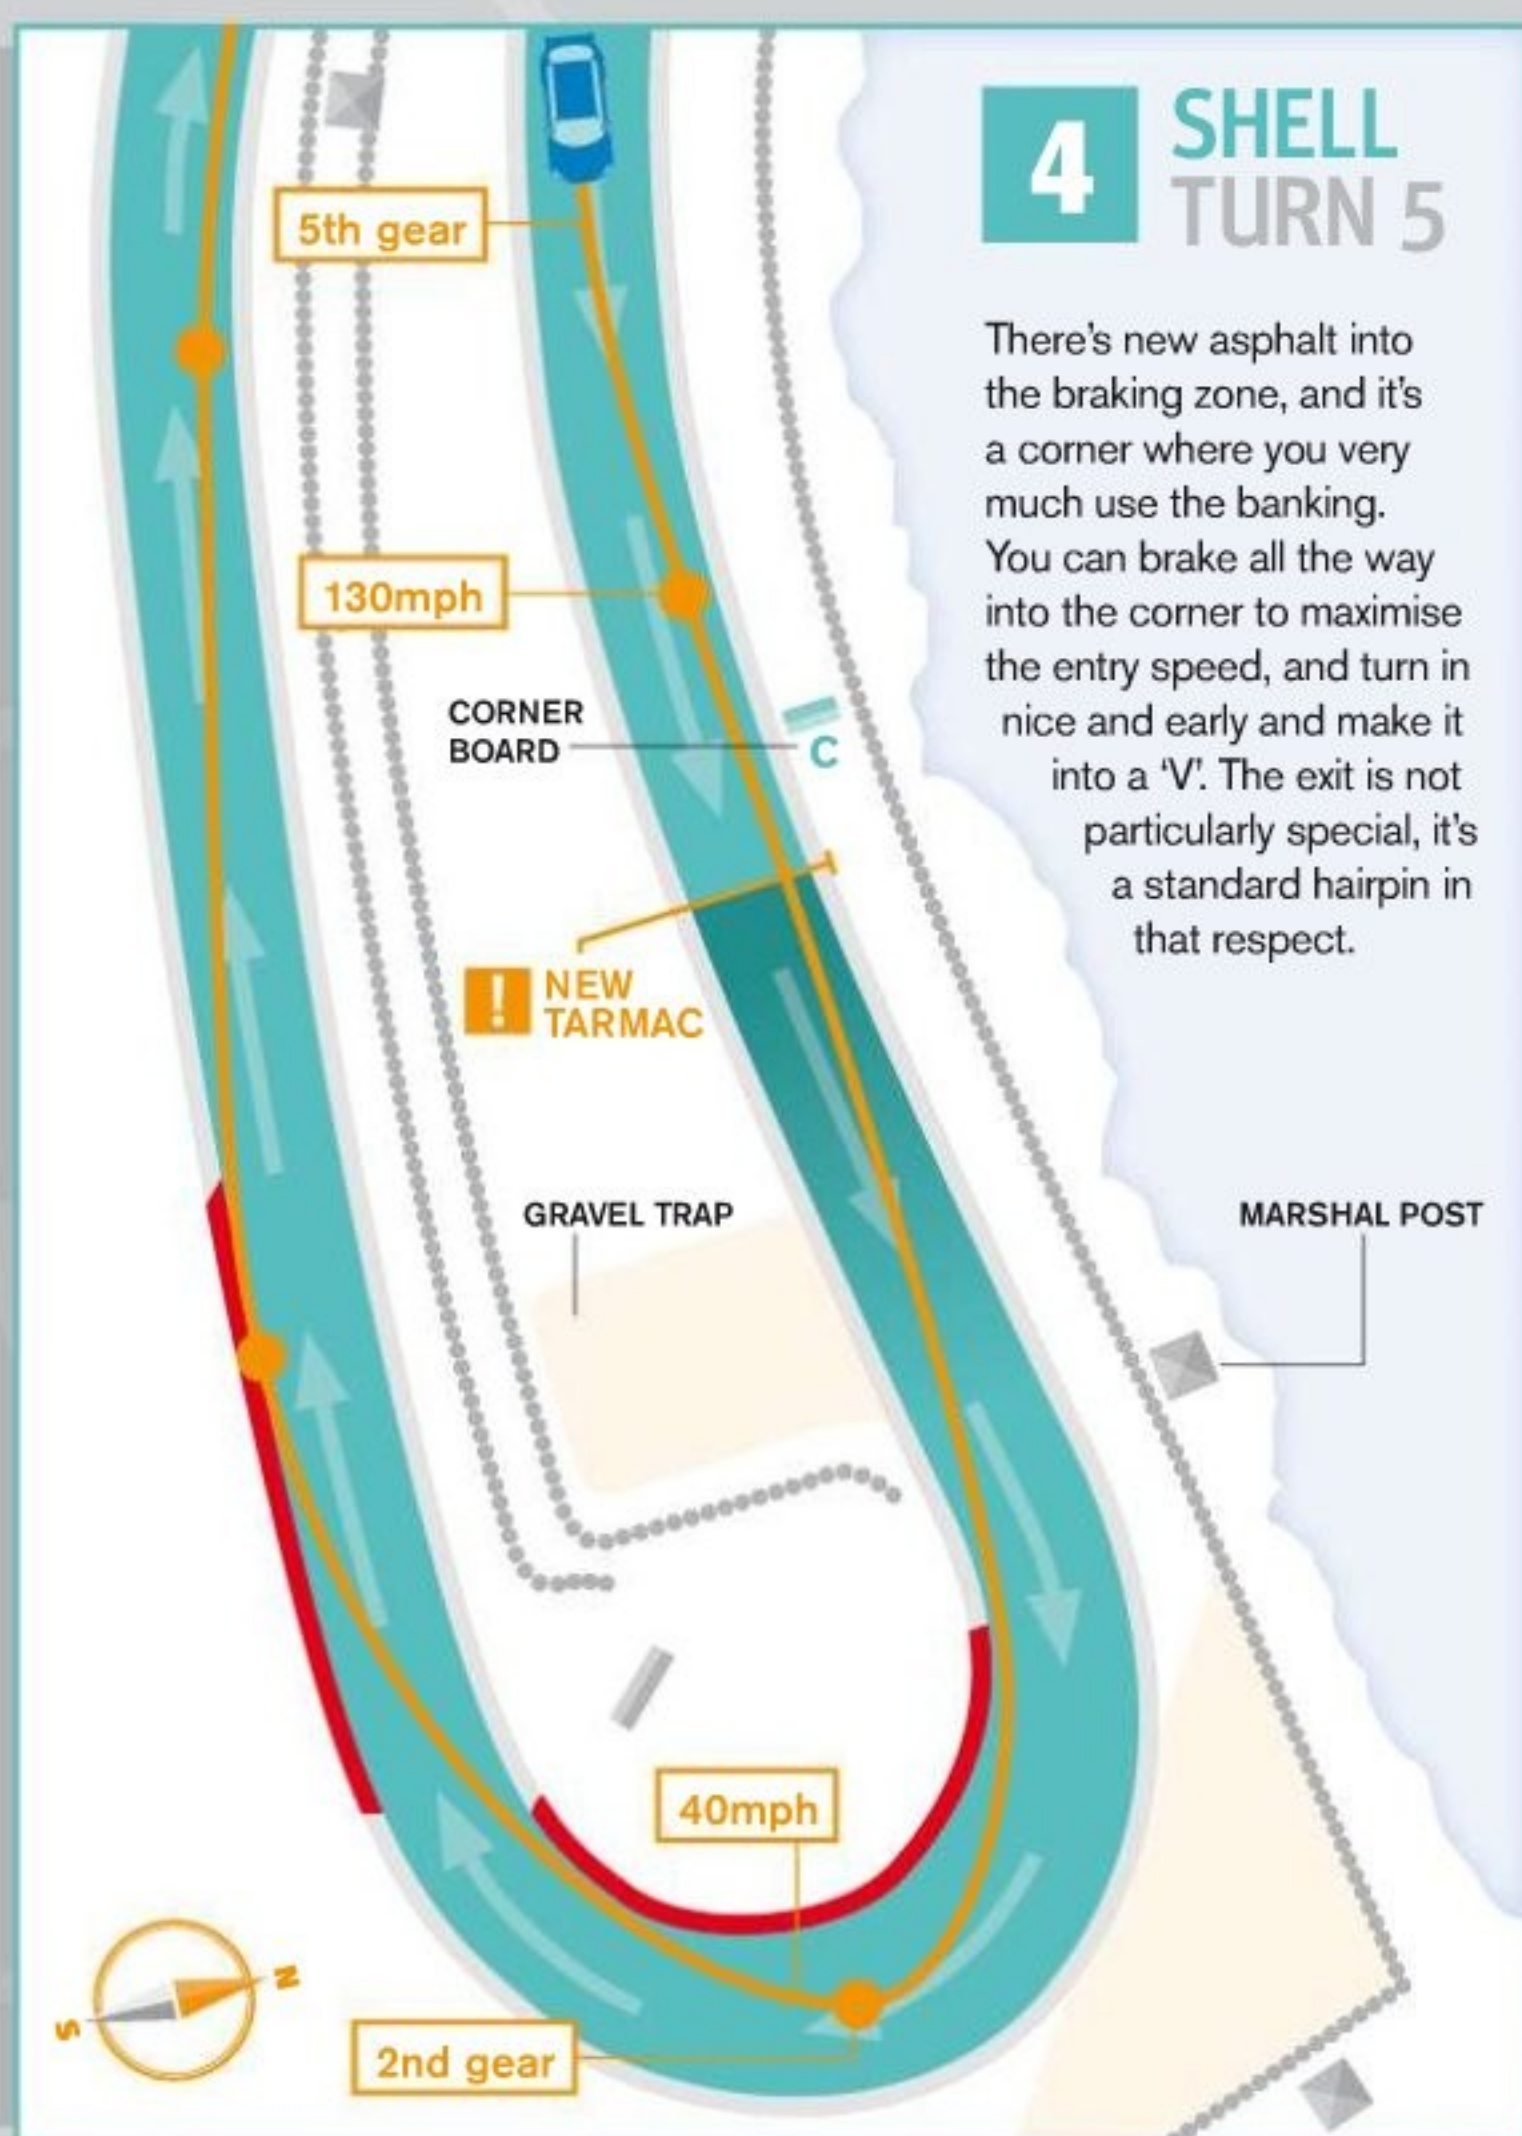 4
SHELL
TURN 5
There's new asphalt into
the braking zone, and it's
a corner where you very
much use the banking.
You can brake all the way
into the corner to maximise
the entry speed, and turn in
nice and early and make it
into a 'V'. The exit is not
particularly special, it's
a standard hairpin in
that respect.
5th gear
130mph
CORNER
BOARD
C
!
NEW
TARMAC
GRAVEL TRAP
MARSHAL POST
40mph
2nd gear
N
S